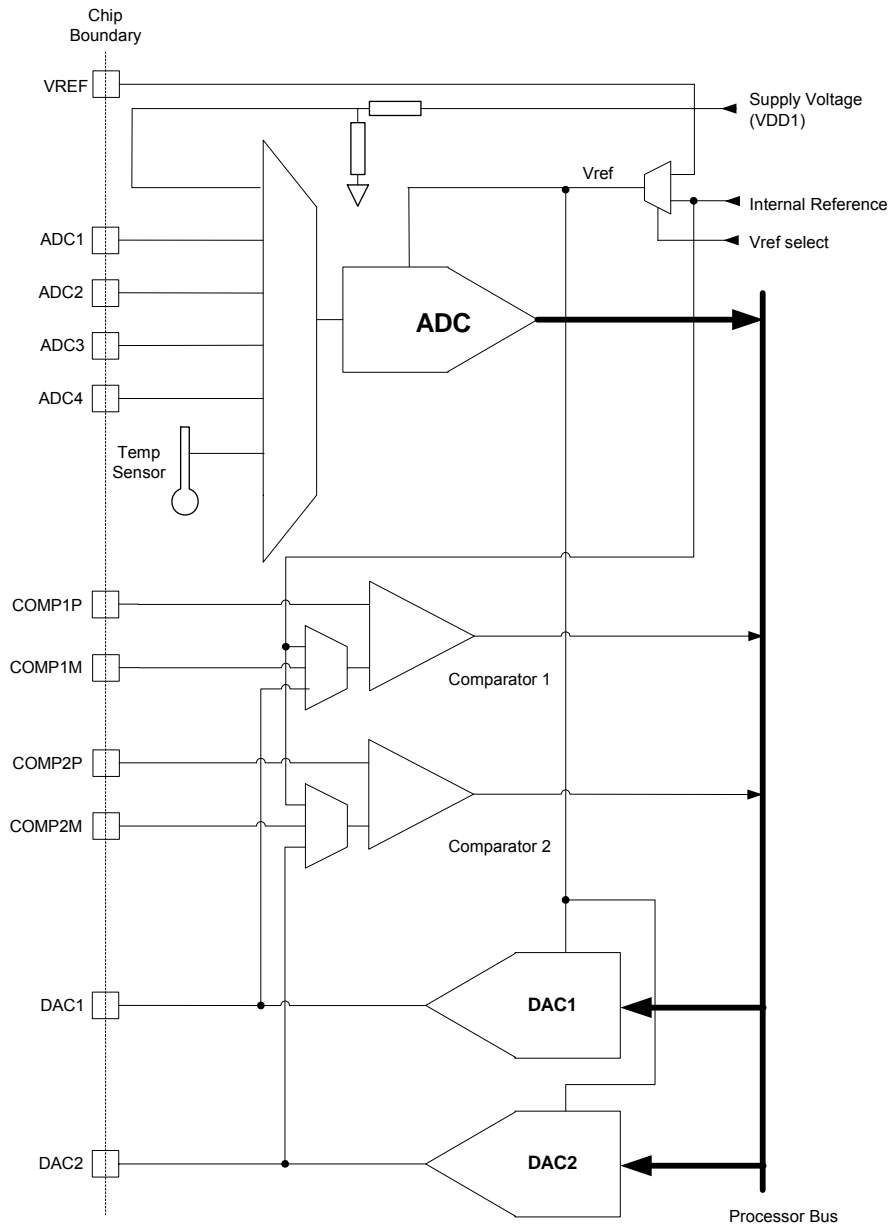 Chip
Boundary
VREF
Supply Voltage
(VDD1)
Vref
Internal Reference
ADC1
Vref select
ADC2
ADC
ADC3
ADC4
Temp
Sensor
COMP1P
COMP1M
Comparator 1
COMP2P
COMP2M
Comparator 2
DAC1
DAC1
DAC2
DAC2
Processor Bus